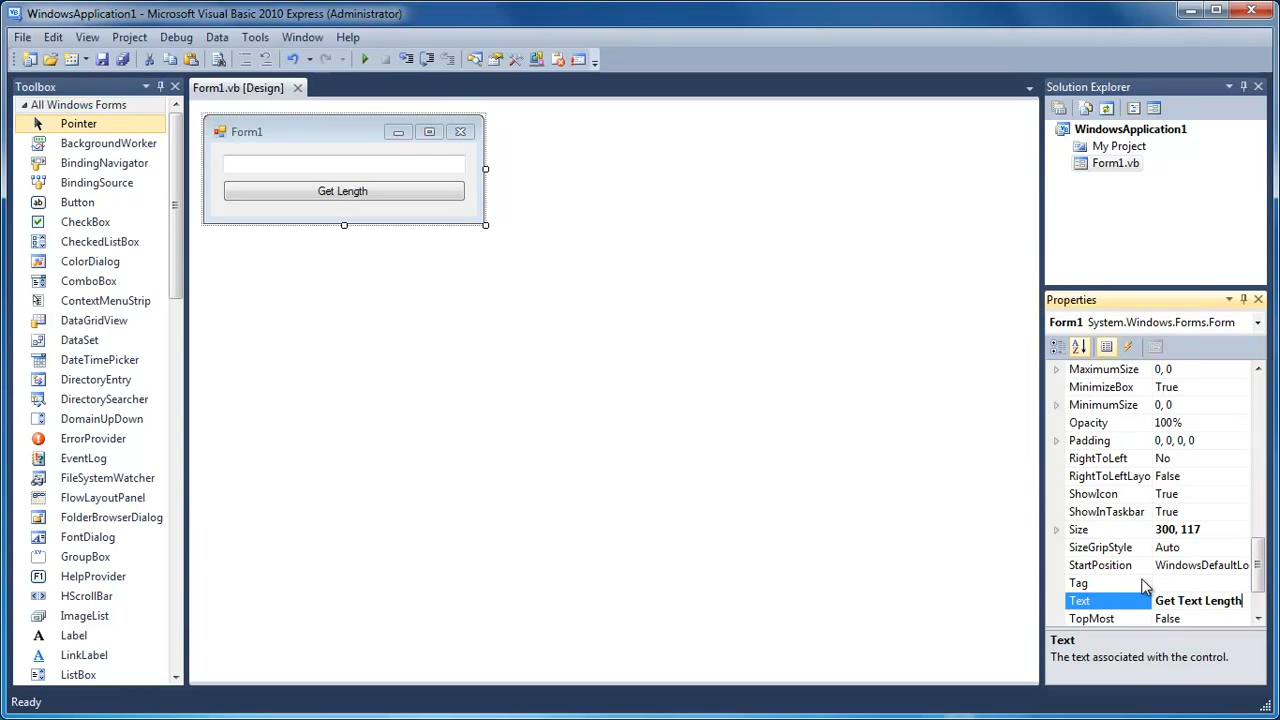 WindowsApplication1 - Microsoft Visual Basic 2010 Express (Administrator)
File Edit View Project Debug Data Tools Window Help
Toolbox
All Windows Forms
Pointer
BackgroundWorker
BindingNavigator
BindingSource
Button
CheckBox
CheckedListBox
ColorDialog
ComboBox
ContextMenuStrip
DataGridView
DataSet
DateTimePicker
DirectoryEntry
DirectorySearcher
DomainUpDown
ErrorProvider
EventLog
FileSystemWatcher
FlowLayoutPanel
FolderBrowserDialog
FontDialog
GroupBox
HelpProvider
HScrollBar
ImageList
Label
LinkLabel
ListBox
Form1.vb [Design]
Form1
Get Length
Solution Explorer
WindowsApplication1
My Project
Form1.vb
Properties
Form1 System.Windows.Forms.Form
MaximumSize 0, 0
MinimizeBox True
MinimumSize 0, 0
Opacity 100%
Padding 0, 0, 0, 0
RightToLeft No
RightToLeftLayo False
ShowIcon True
ShowInTaskbar True
Size 300, 117
SizeGripStyle Auto
StartPosition WindowsDefaultLo
Tag
Text Get Text Length
TopMost False
Text
The text associated with the control.
Ready